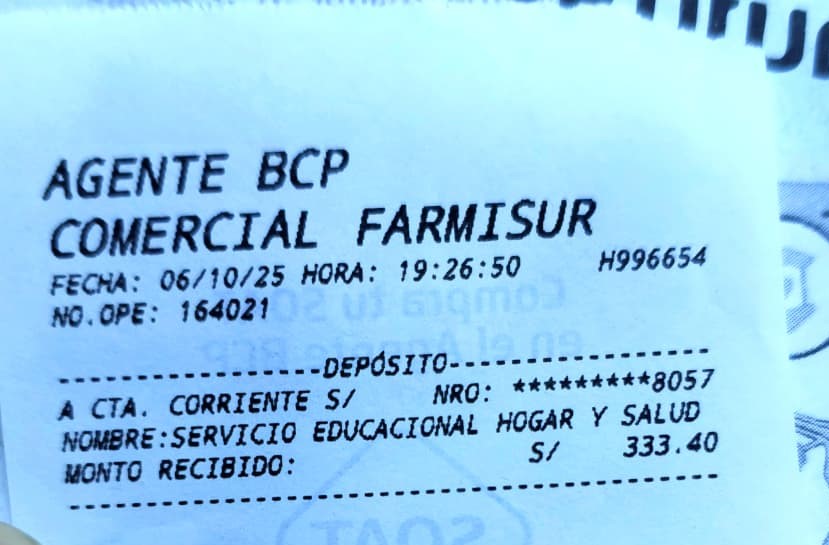 AGENTE BCP
COMERCIAL FARMISUR
FECHA: 06/10/25 HORA: 19:26:50 H996654
NO.OPE: 164021
------------------DEPÓSITO------------------
A CTA. CORRIENTE S/ NRO: *********8057
NOMBRE:SERVICIO EDUCACIONAL HOGAR Y SALUD
MONTO RECIBIDO: S/ 333.40
--------------------------------------------